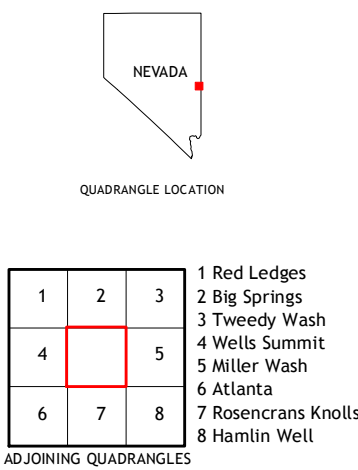 NEVADA
QUADRANGLE LOCATION
1 2 3
4 5
6 7 8
1 Red Ledges
2 Big Springs
3 Tweedy Wash
4 Wells Summit
5 Miller Wash
6 Atlanta
7 Rosencrans Knolls
8 Hamlin Well
ADJOINING QUADRANGLES